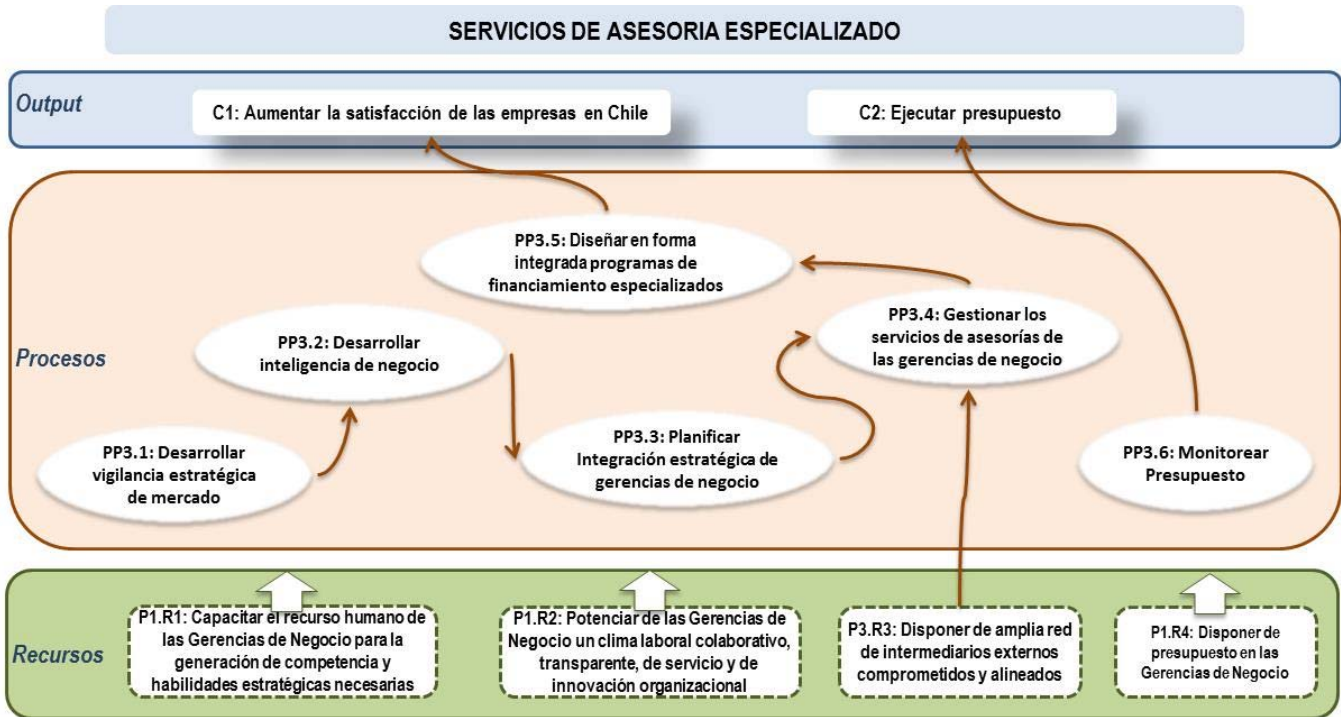 SERVICIOS DE ASESORIA ESPECIALIZADO
Output
C1: Aumentar la satisfacción de las empresas en Chile
C2: Ejecutar presupuesto
Procesos
PP3.5: Diseñar en forma
integrada programas de
financiamiento especializados
PP3.4: Gestionar los
servicios de asesorías de
las gerencias de negocio
PP3.2: Desarrollar
inteligencia de negocio
PP3.1: Desarrollar
vigilancia estratégica
de mercado
PP3.3: Planificar
Integración estratégica de
gerencias de negocio
PP3.6: Monitorear
Presupuesto
Recursos
P1.R1: Capacitar el recurso humano de
las Gerencias de Negocio para la
generación de competencia y
habilidades estratégicas necesarias
P1.R2: Potenciar de las Gerencias de
Negocio un clima laboral colaborativo,
transparente, de servicio y de
innovación organizacional
P3.R3: Disponer de amplia red
de intermediarios externos
comprometidos y alineados
P1.R4: Disponer de
presupuesto en las
Gerencias de Negocio